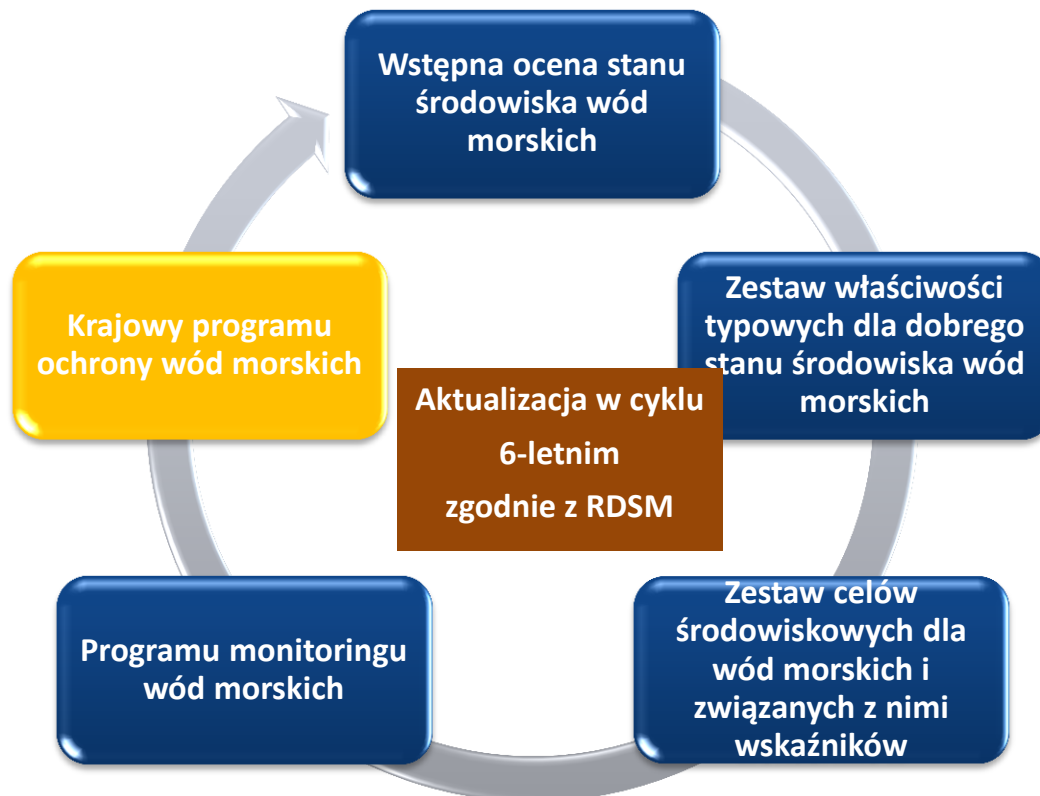 Wstępna ocena stanu
środowiska wód
morskich
Zestaw właściwości
typowych dla dobrego
stanu środowiska wód
morskich
Zestaw celów
środowiskowych dla
wód morskich i
związanych z nimi
wskaźników
Programu monitoringu
wód morskich
Krajowy programu
ochrony wód morskich
Aktualizacja w cyklu
6-letnim
zgodnie z RDSM